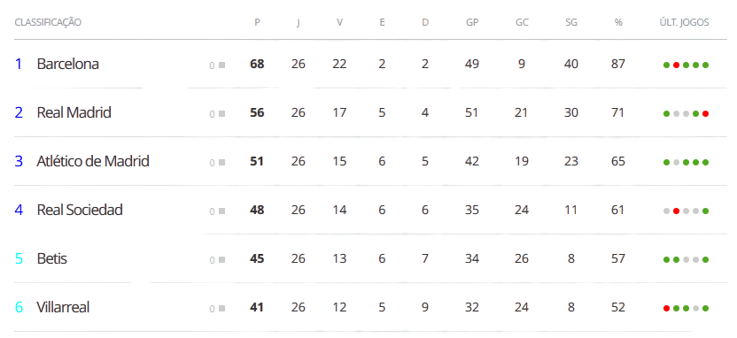 CLASSIFICAÇÃO P J V E D GP GC SG % ÚLT. JOGOS
1 Barcelona 0 68 26 22 2 2 49 9 40 87
2 Real Madrid 0 56 26 17 5 4 51 21 30 71
3 Atlético de Madrid 0 51 26 15 6 5 42 19 23 65
4 Real Sociedad 0 48 26 14 6 6 35 24 11 61
5 Betis 0 45 26 13 6 7 34 26 8 57
6 Villarreal 0 41 26 12 5 9 32 24 8 52